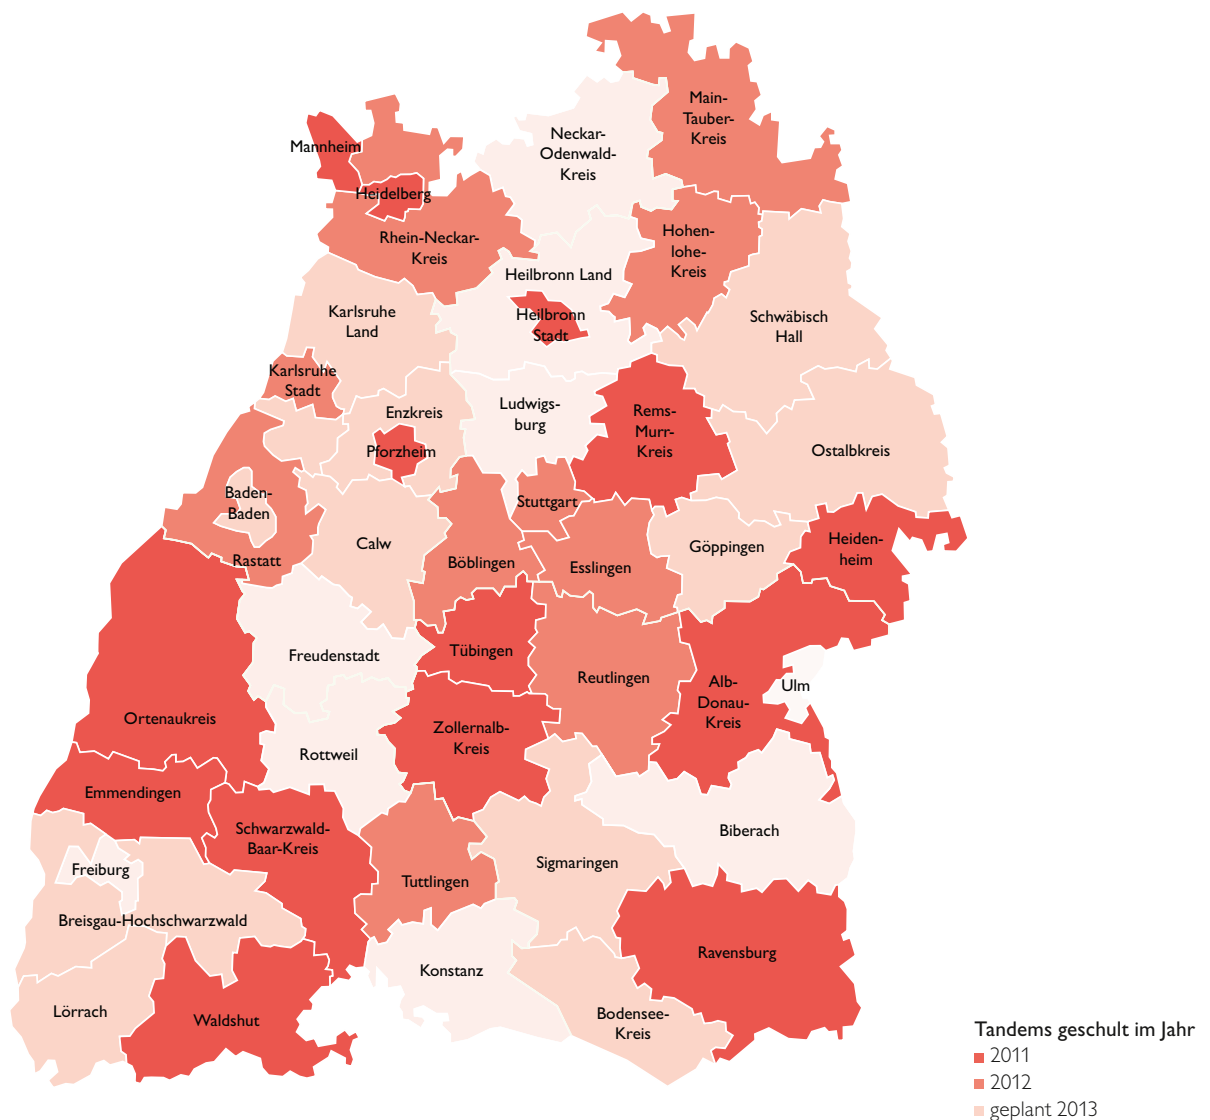 Main-
Tauber-
Kreis
Neckar-
Odenwald-
Kreis
Mannheim
Heidelberg
Rhein-Neckar-
Kreis
Hohen-
lohe-
Kreis
Heilbronn Land
Heilbronn
Stadt
Karlsruhe
Land
Schwäbisch
Hall
Karlsruhe
Stadt
Enzkreis
Ludwigs-
burg
Rems-
Murr-
Kreis
Pforzheim
Ostalbkreis
Baden-
Baden
Stuttgart
Rastatt
Calw
Böblingen
Esslingen
Göppingen
Heiden-
heim
Freudenstadt
Tübingen
Reutlingen
Alb-
Donau-
Kreis
Ulm
Ortenaukreis
Rottweil
Zollernalb-
Kreis
Emmendingen
Schwarzwald-
Baar-Kreis
Biberach
Freiburg
Tuttlingen
Sigmaringen
Breisgau-Hochschwarzwald
Konstanz
Ravensburg
Lörrach
Waldshut
Bodensee-
Kreis
Tandems geschult im Jahr
2011
2012
geplant 2013